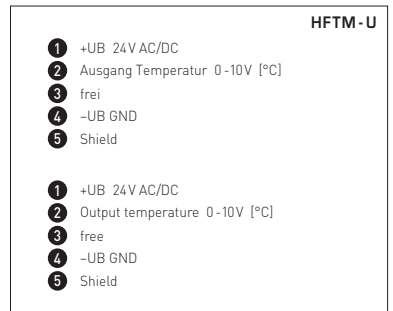 HFTM-U
1 +UB 24V AC/DC
2 Ausgang Temperatur 0-10V [°C]
3 frei
4 –UB GND
5 Shield
1 +UB 24V AC/DC
2 Output temperature 0-10V [°C]
3 free
4 –UB GND
5 Shield